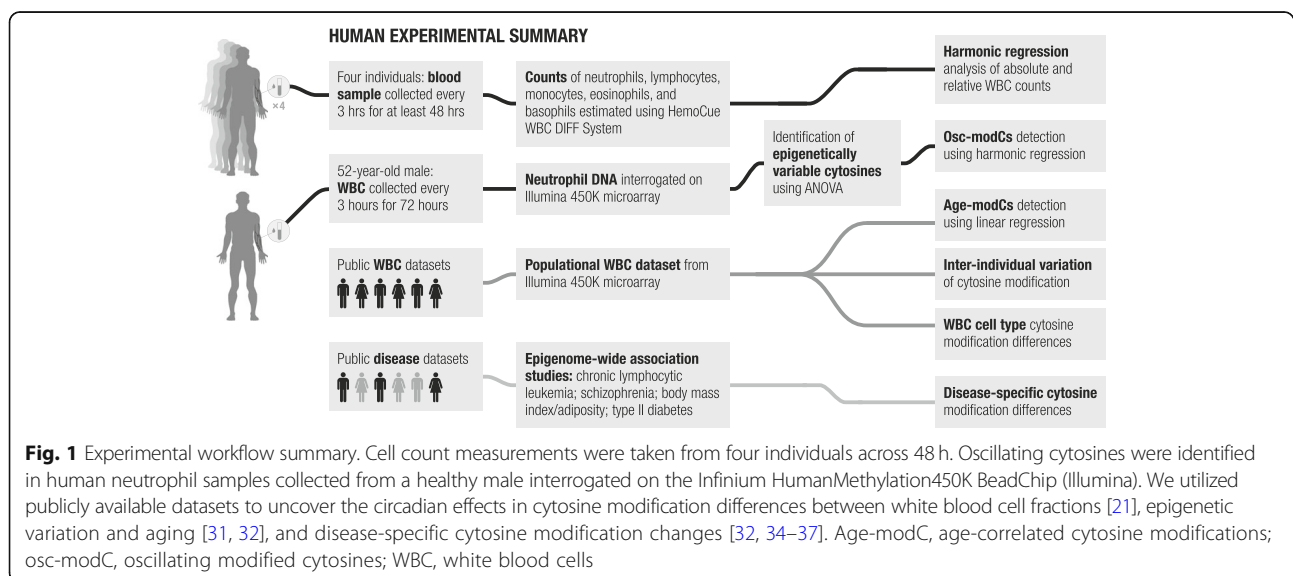 HUMAN EXPERIMENTAL SUMMARY
×4
Four individuals: blood
sample collected every
3 hrs for at least 48 hrs
Counts of neutrophils, lymphocytes,
monocytes, eosinophils, and
basophils estimated using HemoCue
WBC DIFF System
Harmonic regression
analysis of absolute and
relative WBC counts
52-year-old male:
WBC collected every
3 hours for 72 hours
Neutrophil DNA interrogated on
Illumina 450K microarray
Identification of
epigenetically
variable cytosines
using ANOVA
Osc-modCs detection
using harmonic regression
Public WBC datasets
Populational WBC dataset from
Illumina 450K microarray
Age-modCs detection
using linear regression
Inter-individual variation
of cytosine modification
WBC cell type cytosine
modification differences
Public disease datasets
Epigenome-wide association
studies: chronic lymphocytic
leukemia; schizophrenia; body mass
index/adiposity; type II diabetes
Disease-specific cytosine
modification differences
Fig. 1 Experimental workflow summary. Cell count measurements were taken from four individuals across 48 h. Oscillating cytosines were identified
in human neutrophil samples collected from a healthy male interrogated on the Infinium HumanMethylation450K BeadChip (Illumina). We utilized
publicly available datasets to uncover the circadian effects in cytosine modification differences between white blood cell fractions [21], epigenetic
variation and aging [31, 32], and disease-specific cytosine modification changes [32, 34–37]. Age-modC, age-correlated cytosine modifications;
osc-modC, oscillating modified cytosines; WBC, white blood cells